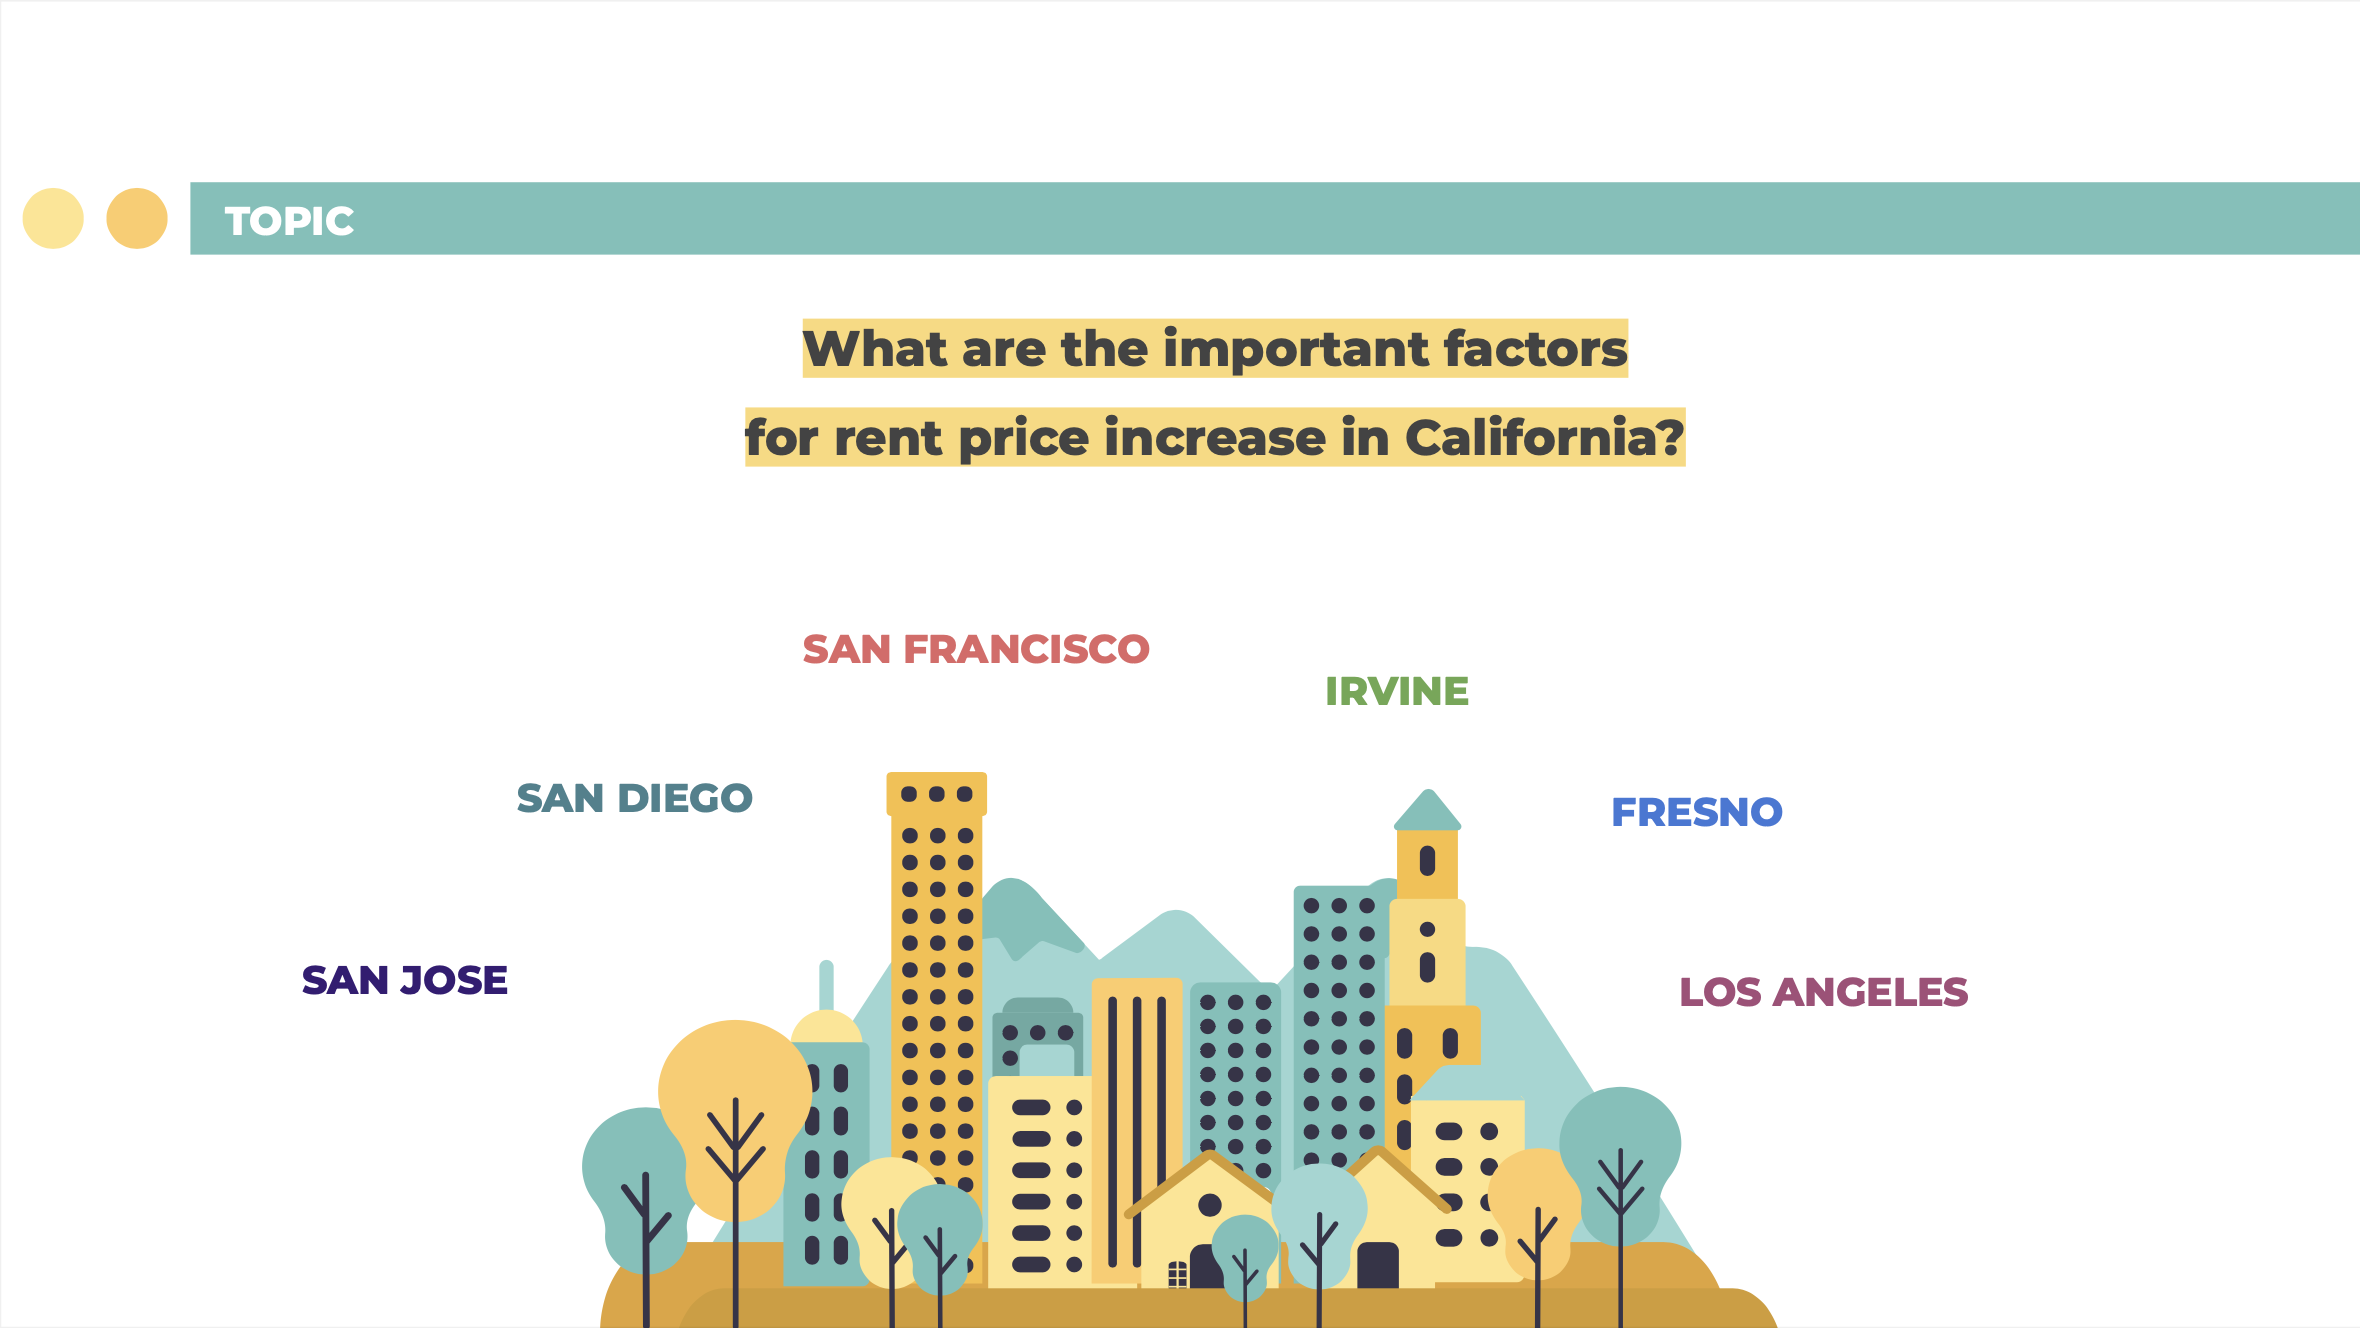 TOPIC
What are the important factors
for rent price increase in California?
SAN FRANCISCO
IRVINE
SAN DIEGO
FRESNO
SAN JOSE
LOS ANGELES